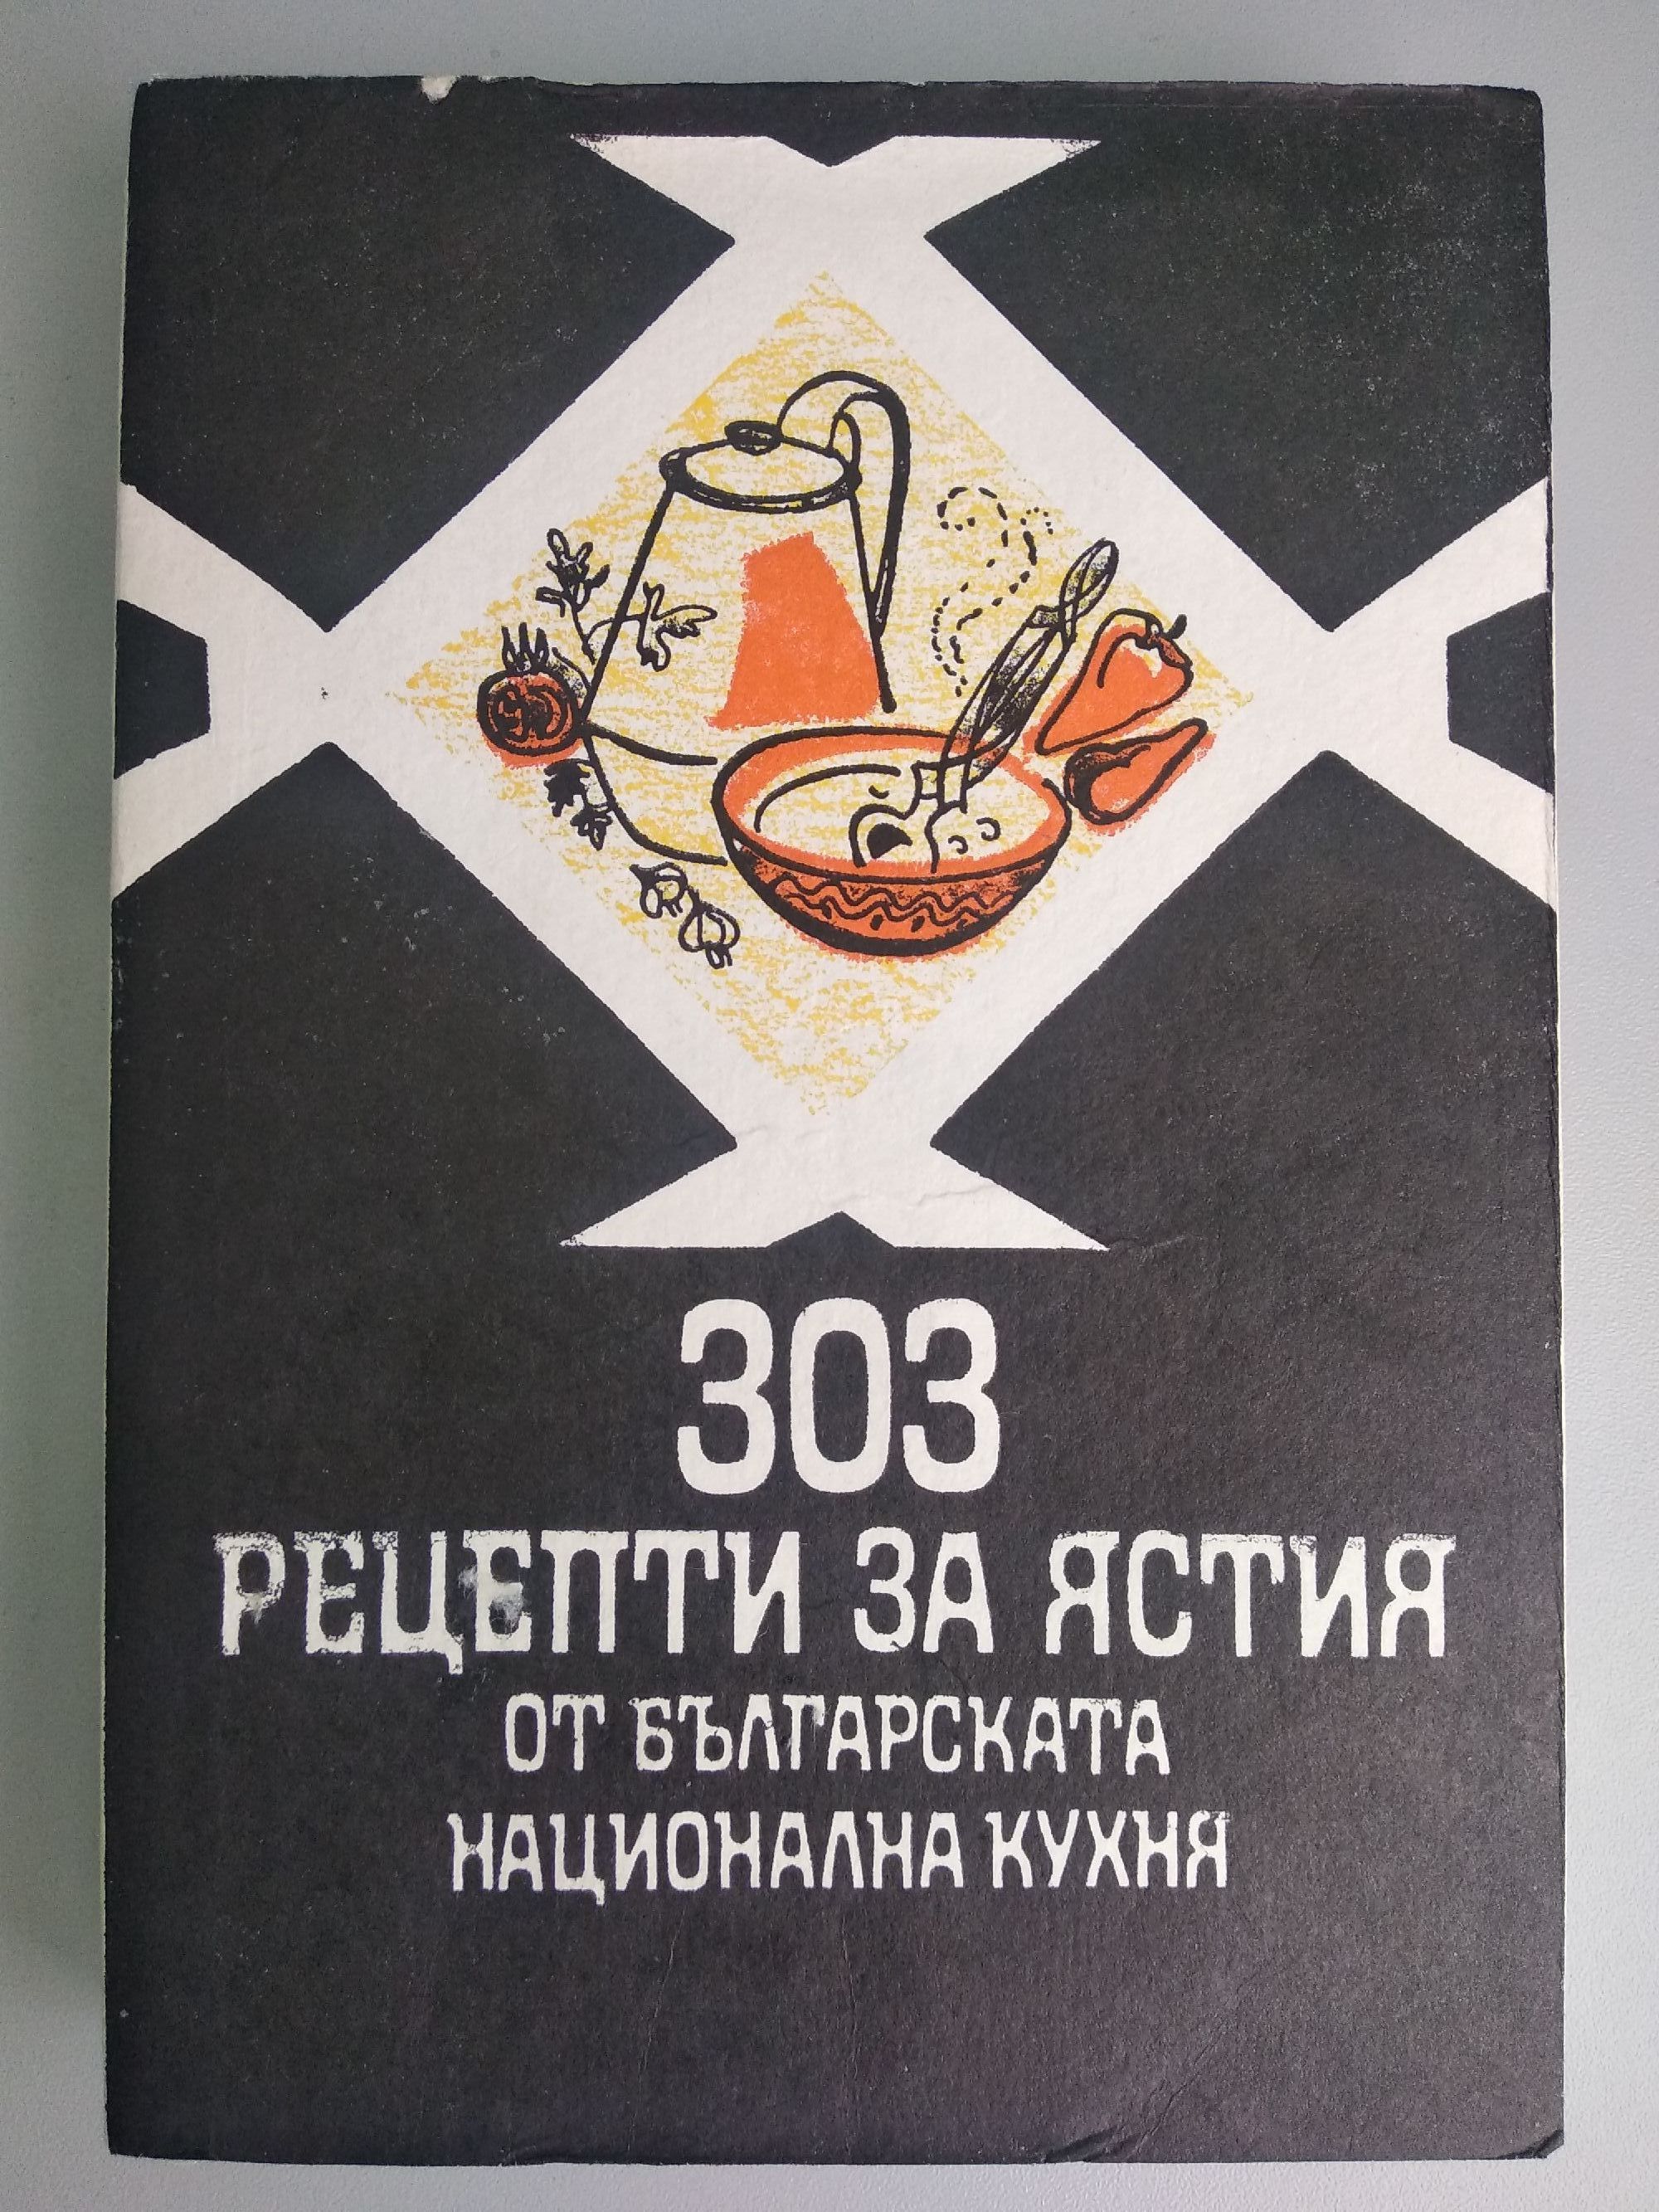 303
РЕЦЕПТИ ЗА ЯСТИЯ
ОТ БЪЛГАРСКАТА
НАЦИОНАЛНА КУХНЯ